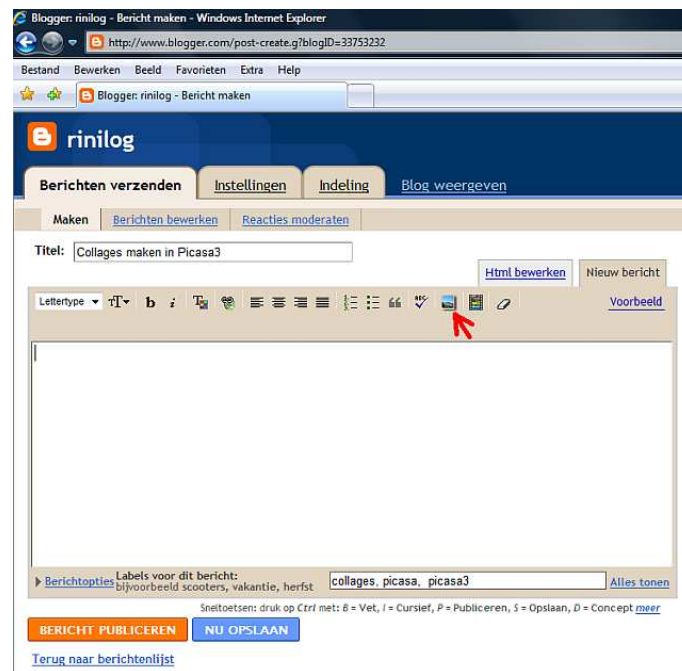 Blogger: rinilog - Bericht maken - Windows Internet Explorer
http://www.blogger.com/post-create.g?blogID=33753232
Bestand Bewerken Beeld Favorieten Extra Help
Blogger: rinilog - Bericht maken
rinilog
Berichten verzenden Instellingen Indeling Blog weergeven
Maken Berichten bewerken Reacties moderaten
Titel: Collages maken in Picasa3
Html bewerken Nieuw bericht
Lettertype b i ABC Voorbeeld
Berichtopties Labels voor dit bericht:
bijvoorbeeld scooters, vakantie, herfst collages, picasa, picasa3 Alles tonen
Sneltoetsen: druk op Ctrl met: B = Vet, I = Cursief, P = Publiceren, S = Opslaan, D = Concept meer
BERICHT PUBLICEREN NU OPSLAAN
Terug naar berichtenlijst